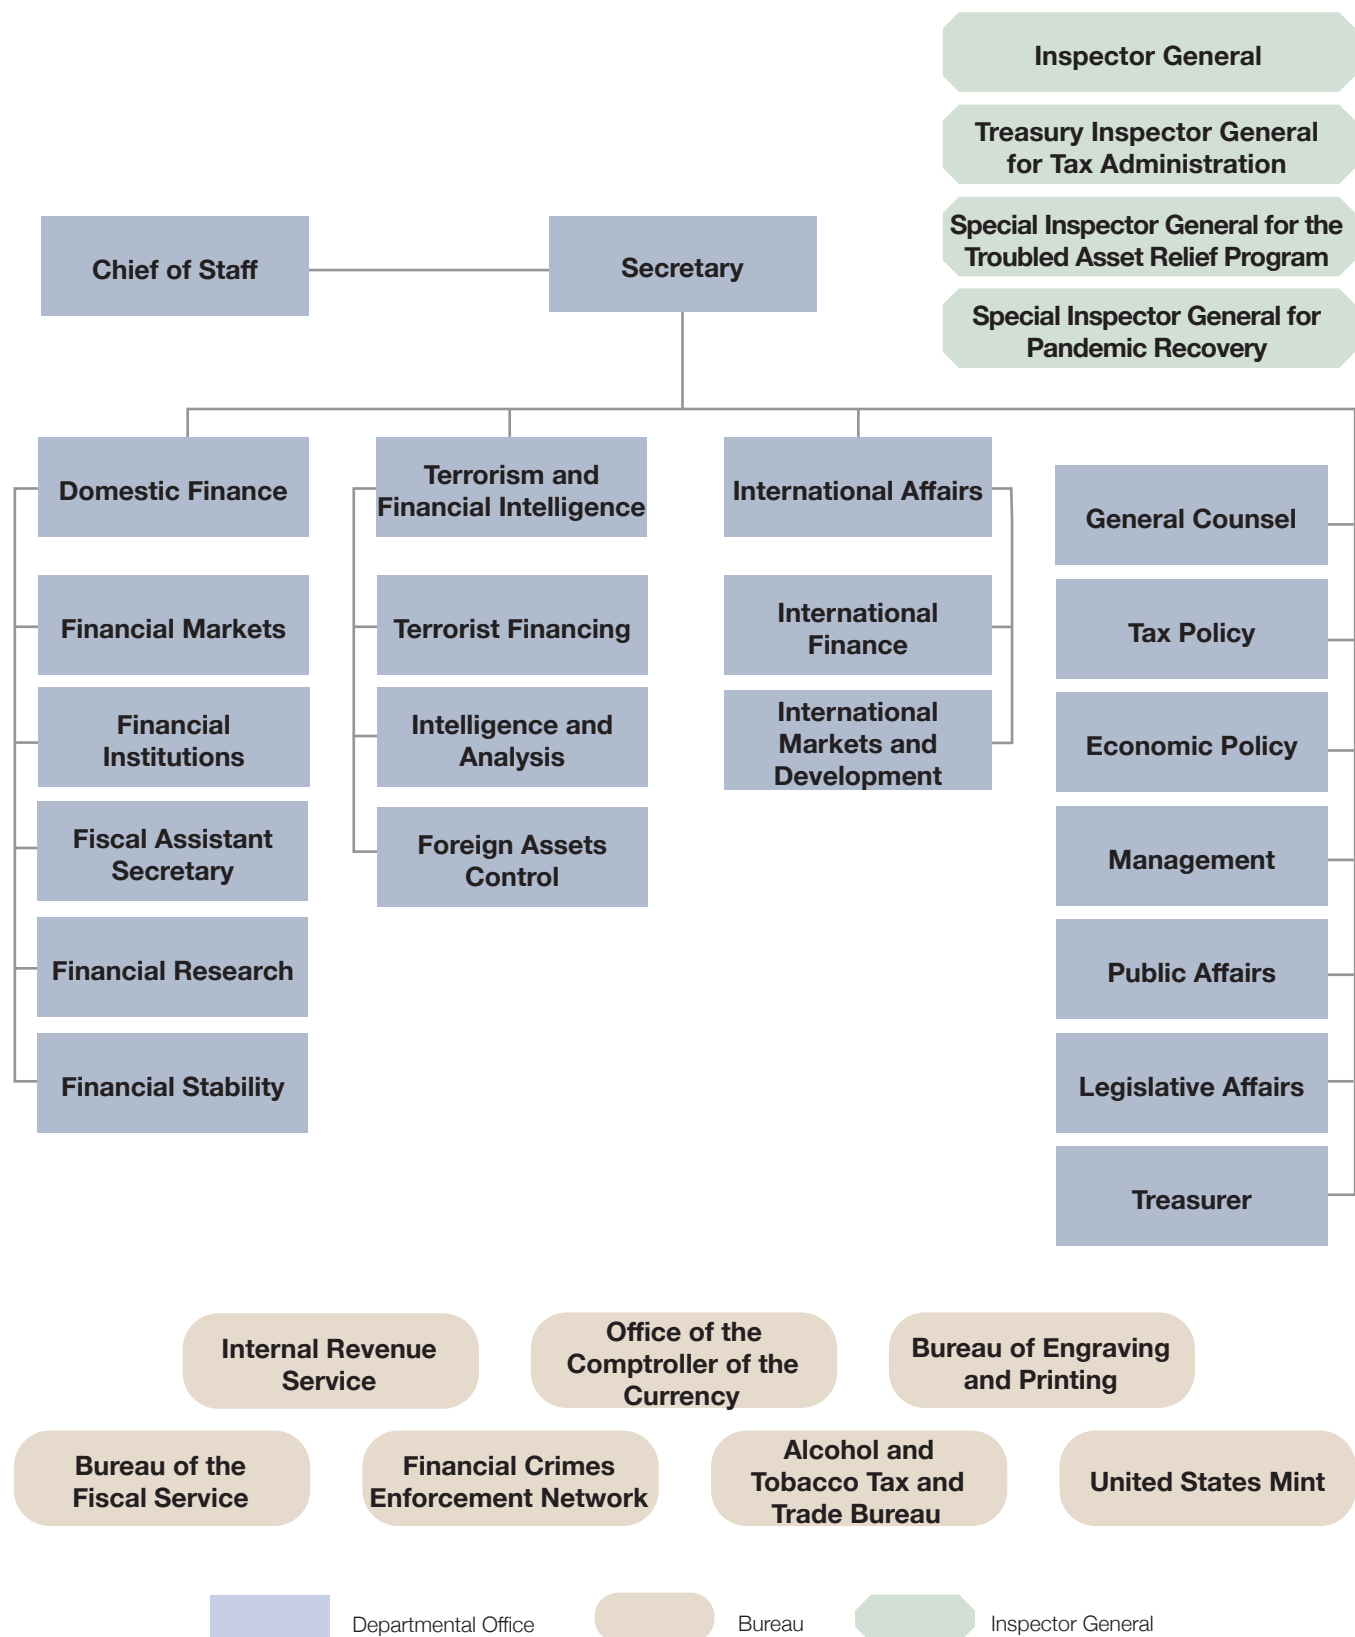 Inspector General
Treasury Inspector General
for Tax Administration
Special Inspector General for the
Troubled Asset Relief Program
Special Inspector General for
Pandemic Recovery
Chief of Staff
Secretary
Domestic Finance
Financial Markets
Financial
Institutions
Fiscal Assistant
Secretary
Financial Research
Financial Stability
Terrorism and
Financial Intelligence
Terrorist Financing
Intelligence and
Analysis
Foreign Assets
Control
International Affairs
International
Finance
International
Markets and
Development
General Counsel
Tax Policy
Economic Policy
Management
Public Affairs
Legislative Affairs
Treasurer
Internal Revenue
Service
Office of the
Comptroller of the
Currency
Bureau of Engraving
and Printing
Bureau of the
Fiscal Service
Financial Crimes
Enforcement Network
Alcohol and
Tobacco Tax and
Trade Bureau
United States Mint
Departmental Office
Bureau
Inspector General